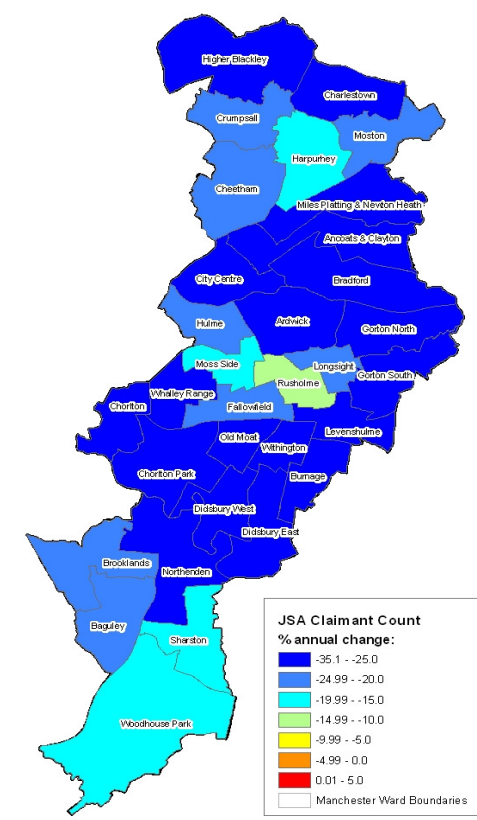 Higher Blackley
Charlestown
Crumpsall
Moston
Harpurhey
Cheetham
Miles Platting & Newton Heath
Ancoats & Clayton
City Centre
Bradford
Hulme
Ardwick
Gorton North
Moss Side
Longsight
Rusholme
Gorton South
Whalley Range
Chorlton
Fallowfield
Old Moat
Levenshulme
Withington
Chorlton Park
Burnage
Didsbury West
Didsbury East
Brooklands
Northenden
Baguley
Sharston
Woodhouse Park
JSA Claimant Count
% annual change:
-35.1 - -25.0
-24.99 - -20.0
-19.99 - -15.0
-14.99 - -10.0
-9.99 - -5.0
-4.99 - 0.0
0.01 - 5.0
Manchester Ward Boundaries